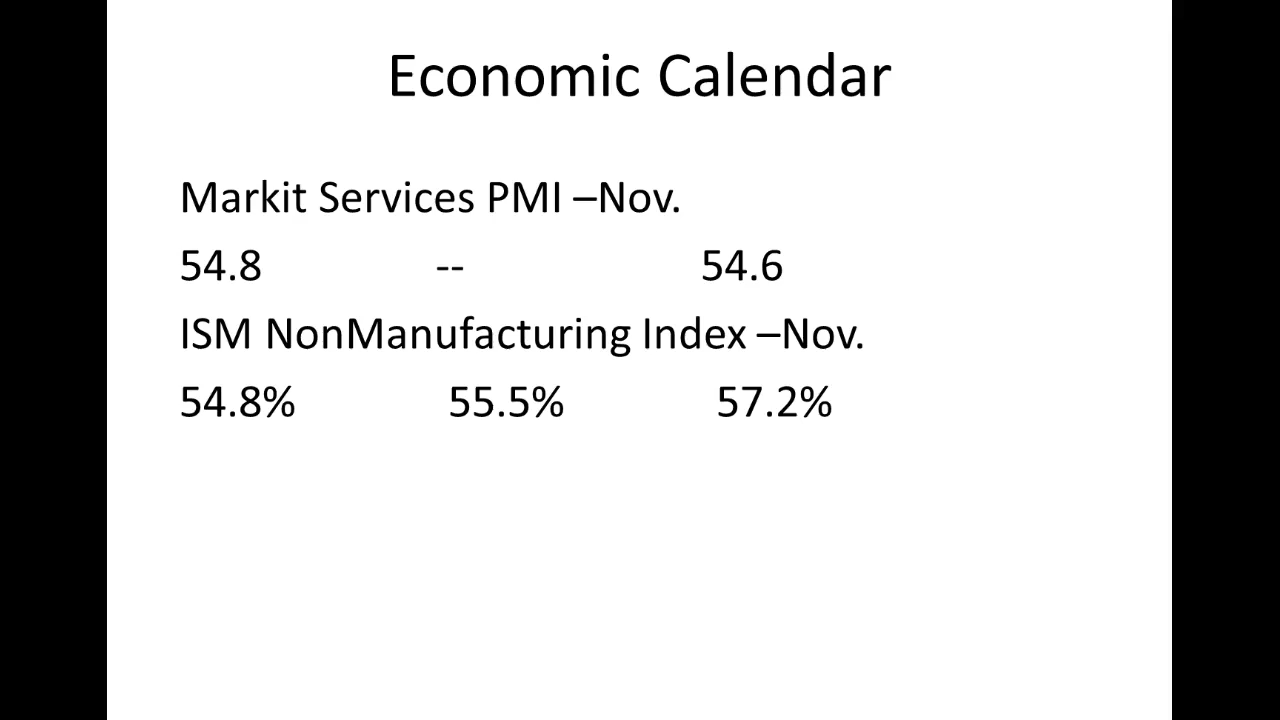 Economic Calendar
Markit Services PMI –Nov.
54.8 -- 54.6
ISM NonManufacturing Index –Nov.
54.8% 55.5% 57.2%